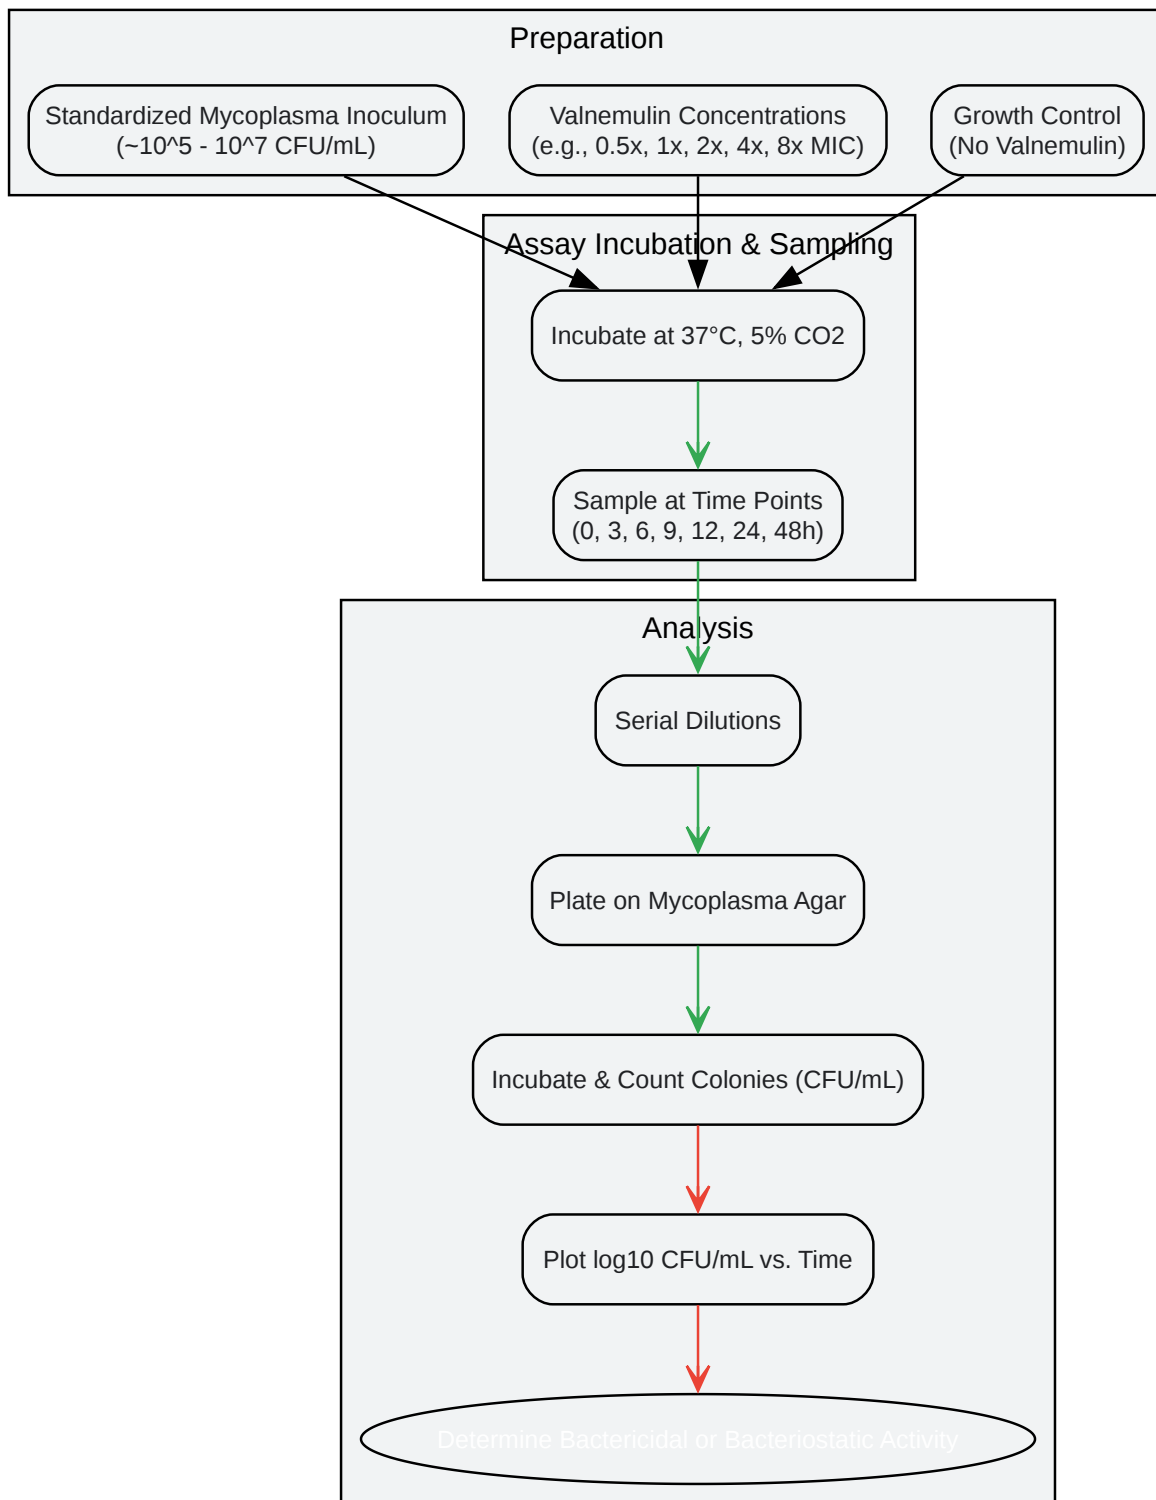 Preparation
Standardized Mycoplasma Inoculum
(~10^5 - 10^7 CFU/mL)
Valnemulin Concentrations
(e.g., 0.5x, 1x, 2x, 4x, 8x MIC)
Growth Control
(No Valnemulin)
Assay Incubation & Sampling
Incubate at 37°C, 5% CO2
Sample at Time Points
(0, 3, 6, 9, 12, 24, 48h)
Analysis
Serial Dilutions
Plate on Mycoplasma Agar
Incubate & Count Colonies (CFU/mL)
Plot log10 CFU/mL vs. Time
Determine Bactericidal or Bacteriostatic Activity